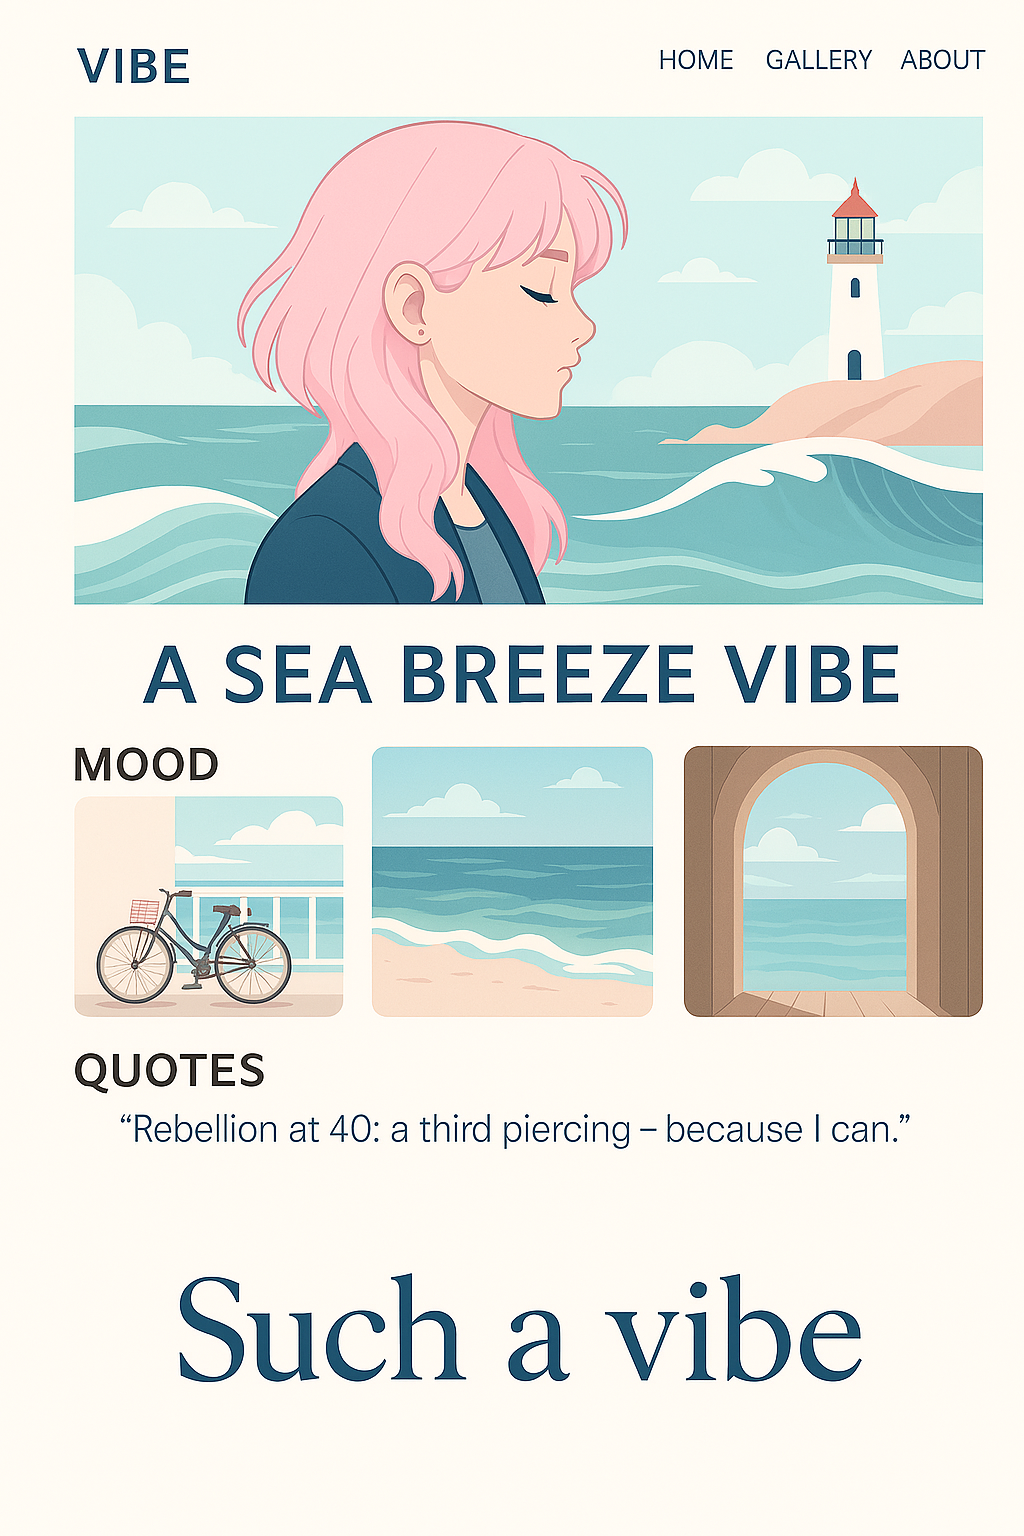 VIBE
HOME GALLERY ABOUT
A SEA BREEZE VIBE
MOOD
QUOTES
“Rebellion at 40: a third piercing – because I can.”
Such a vibe